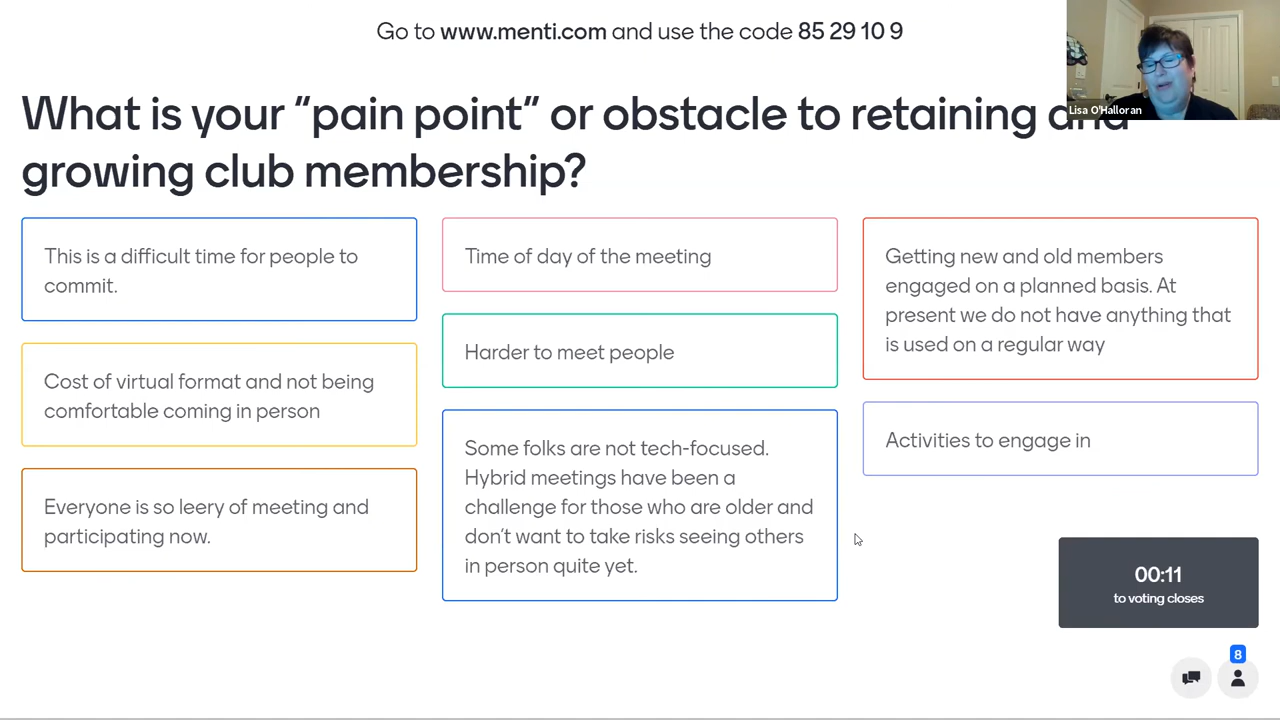 Go to www.menti.com and use the code 85 29 10 9
Lisa O'Halloran
What is your “pain point” or obstacle to retaining and
growing club membership?
This is a difficult time for people to
commit.
Cost of virtual format and not being
comfortable coming in person
Everyone is so leery of meeting and
participating now.
Time of day of the meeting
Harder to meet people
Some folks are not tech-focused.
Hybrid meetings have been a
challenge for those who are older and
don’t want to take risks seeing others
in person quite yet.
Getting new and old members
engaged on a planned basis. At
present we do not have anything that
is used on a regular way
Activities to engage in
00:11
to voting closes
8